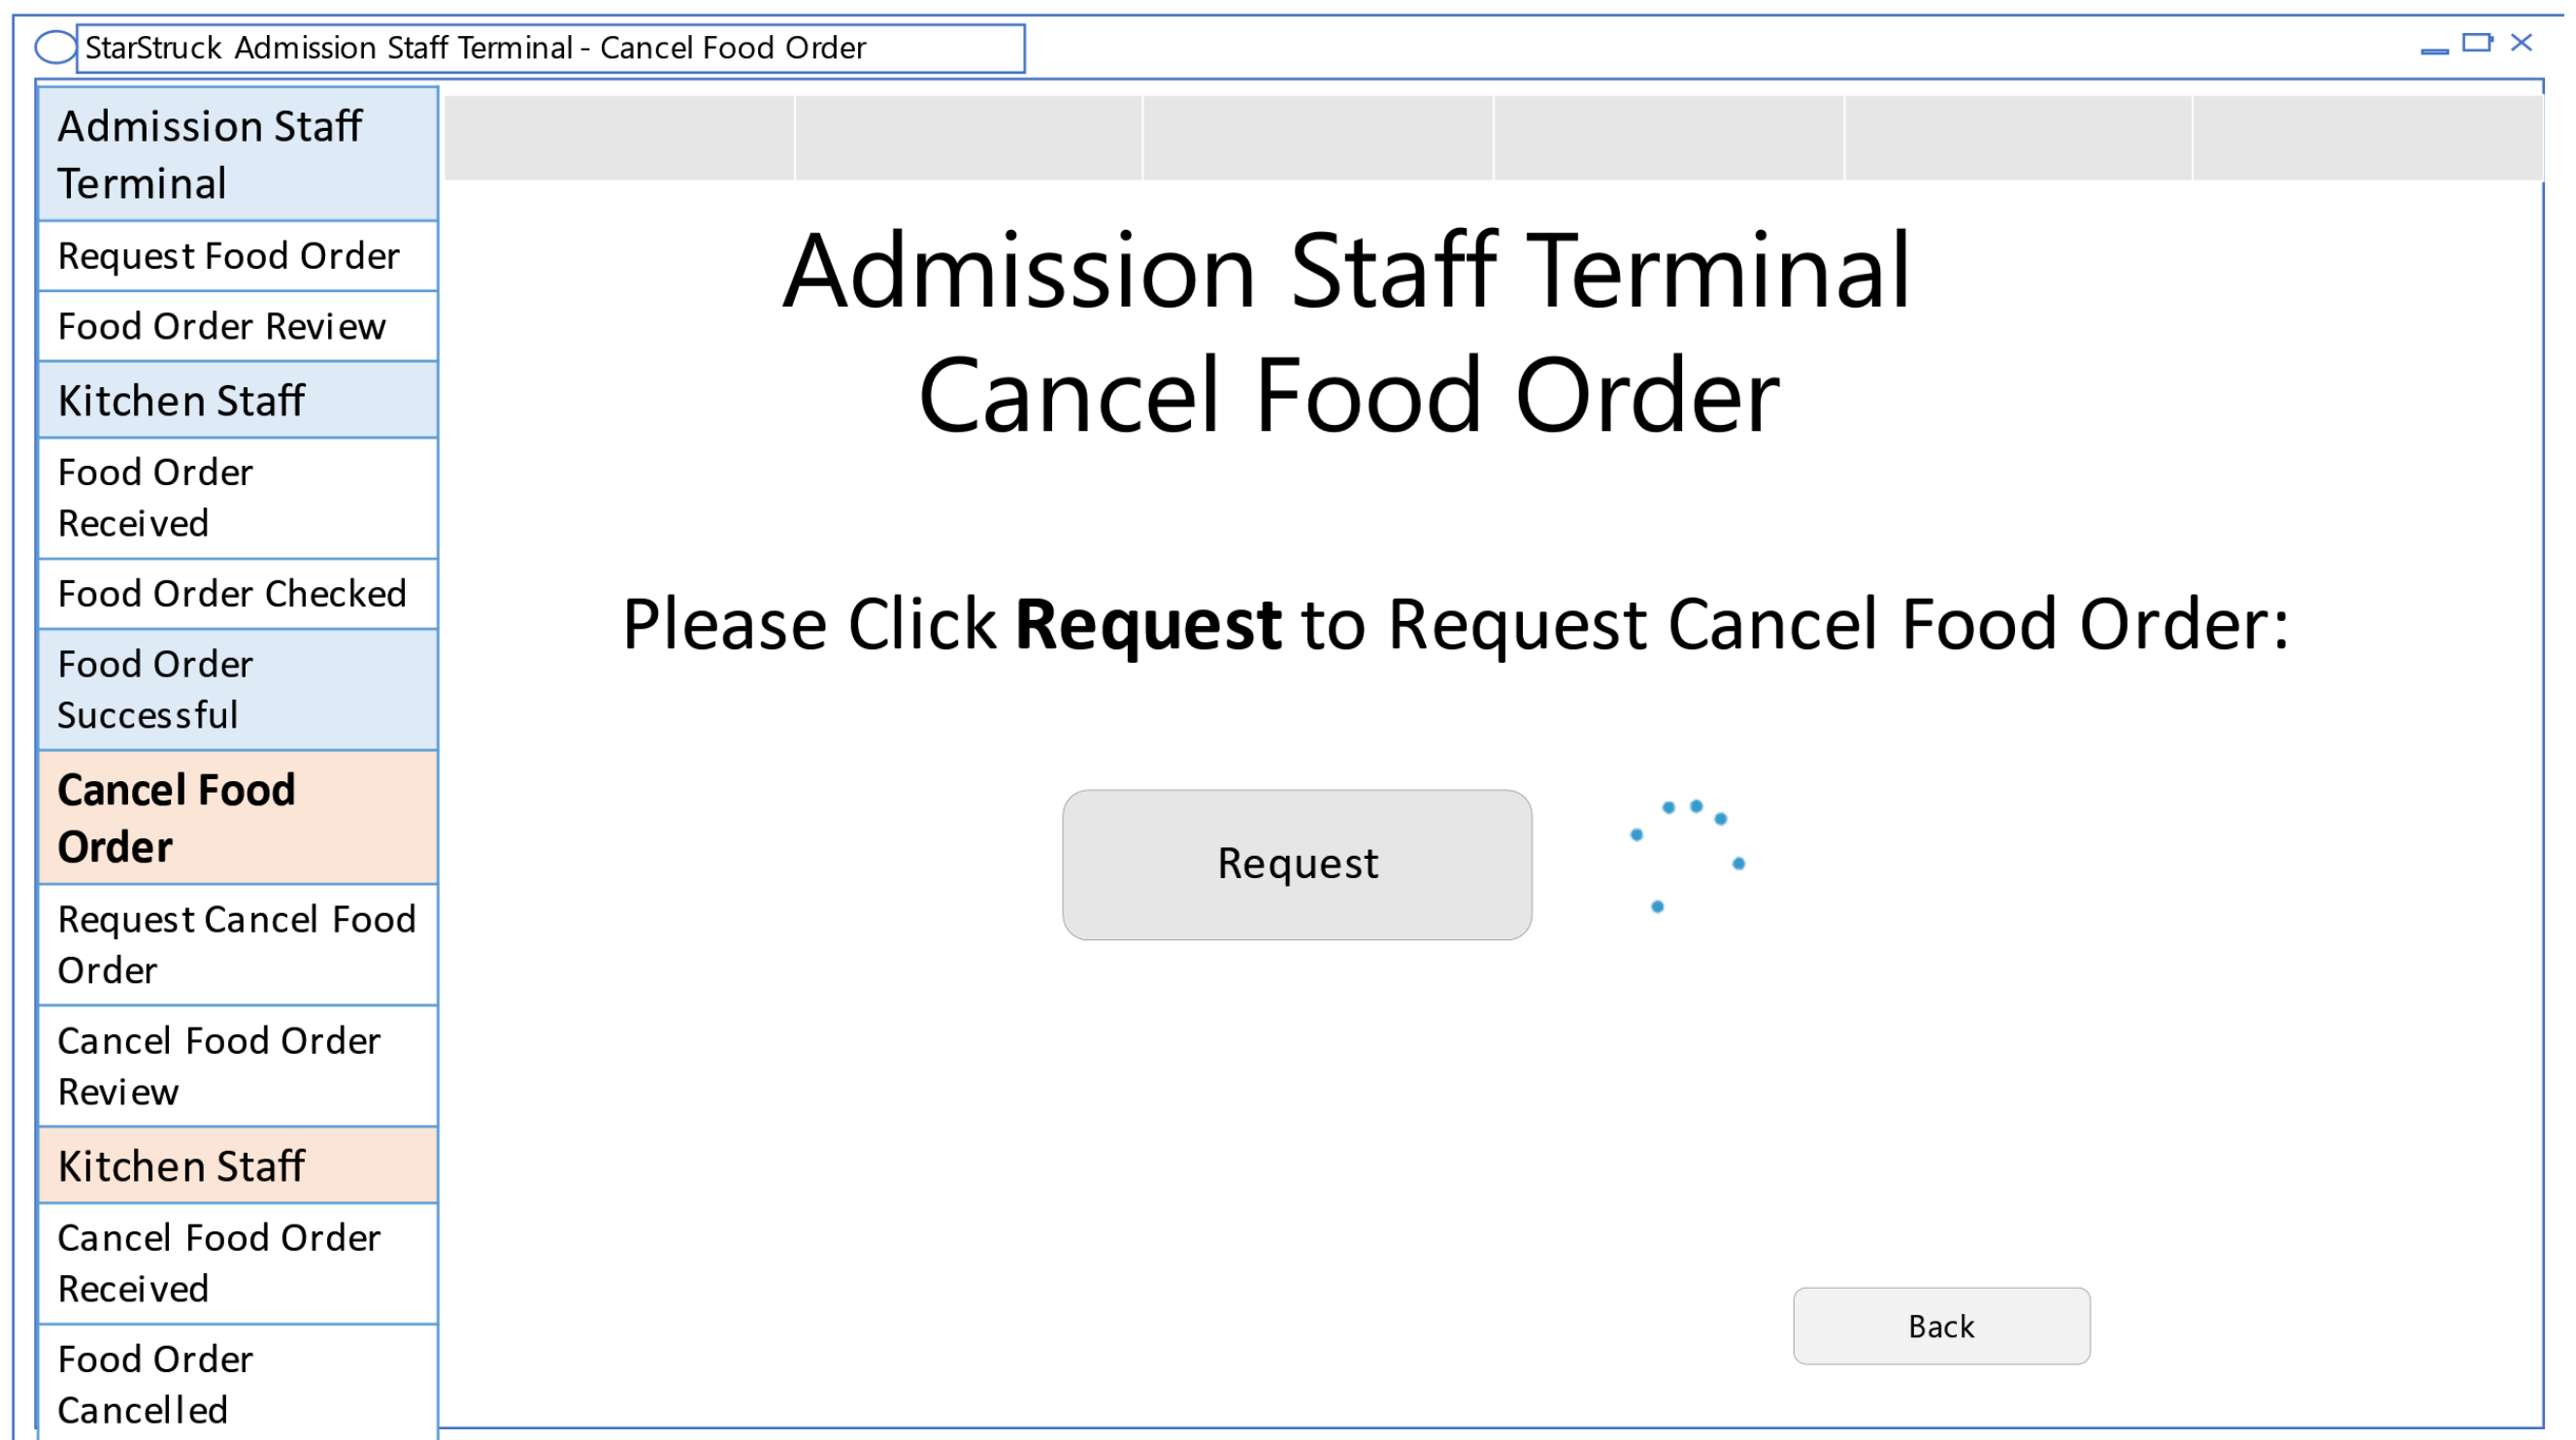 StarStruck Admission Staff Terminal - Cancel Food Order
Admission Staff
Terminal
Request Food Order
Food Order Review
Kitchen Staff
Food Order
Received
Food Order Checked
Food Order
Successful
Cancel Food
Order
Request Cancel Food
Order
Cancel Food Order
Review
Kitchen Staff
Cancel Food Order
Received
Food Order
Cancelled
Admission Staff Terminal
Cancel Food Order
Please Click Request to Request Cancel Food Order:
Request
Back